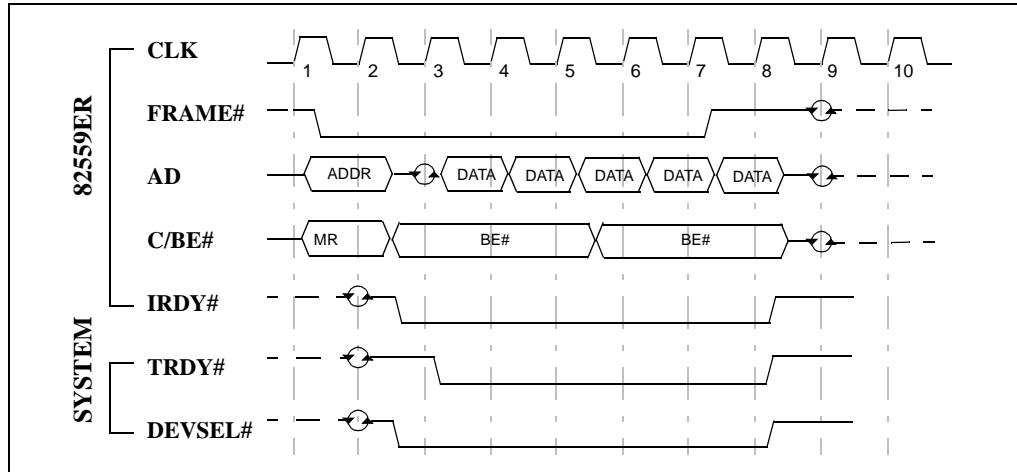 82559ER
SYSTEM
CLK
1 2 3 4 5 6 7 8 9 10
FRAME#
AD
ADDR DATA DATA DATA DATA DATA
C/BE#
MR BE# BE#
IRDY#
TRDY#
DEVSEL#